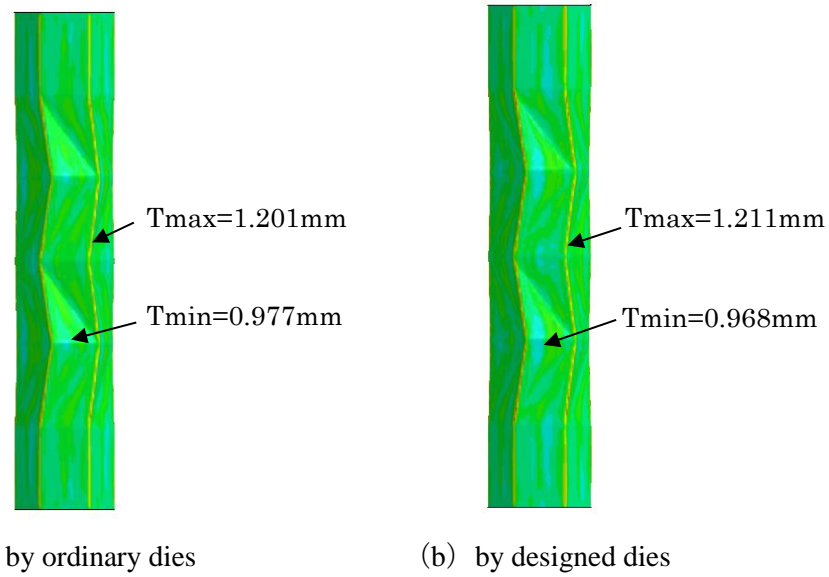 Tmax=1.201mm
Tmax=1.211mm
Tmin=0.977mm
Tmin=0.968mm
by ordinary dies
(b) by designed dies